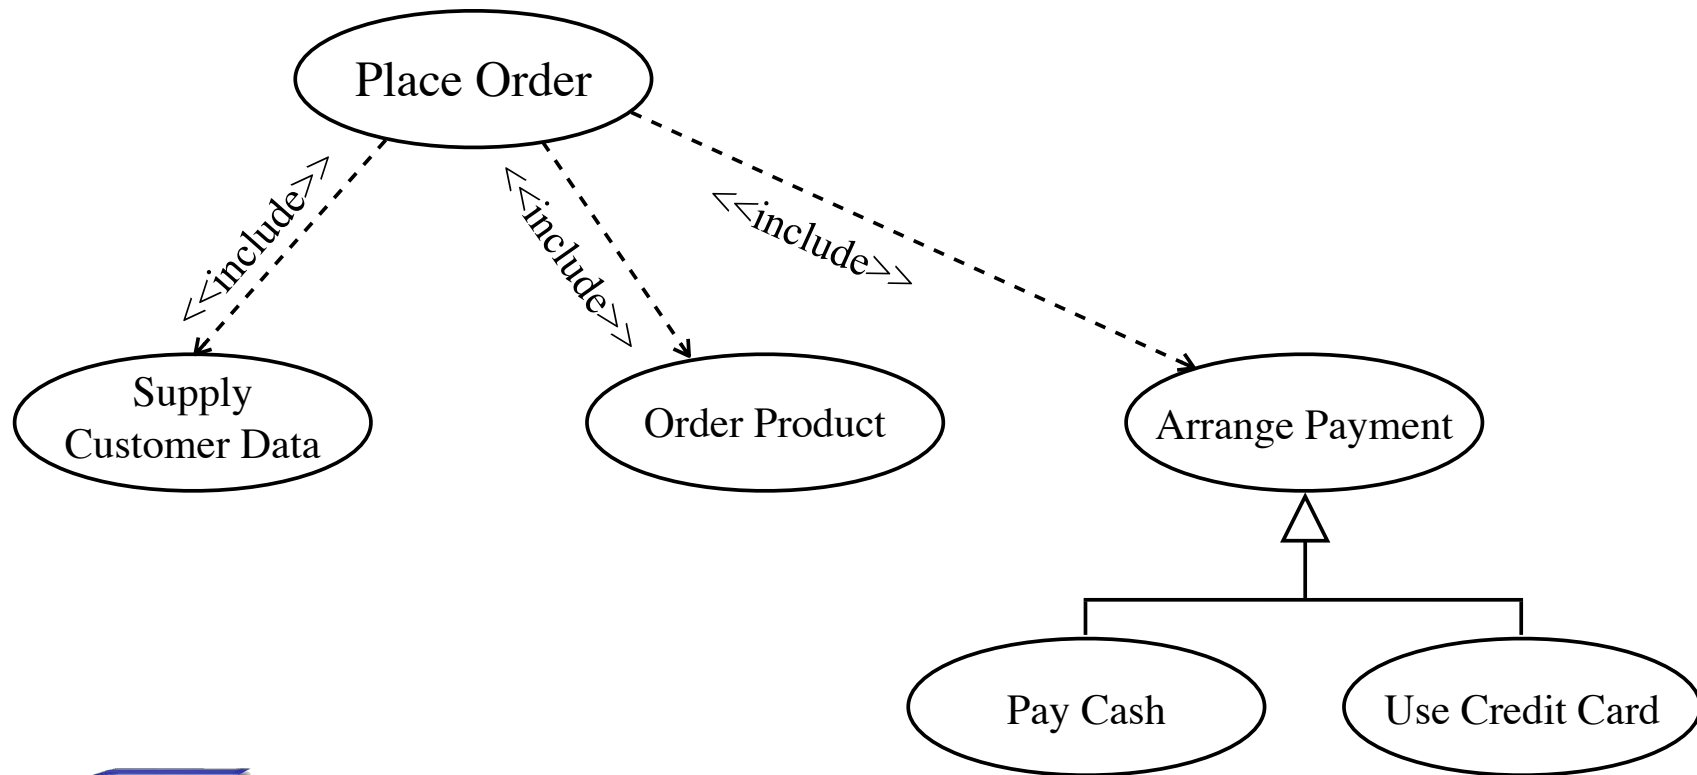 Place Order
<<include>>
<<include>>
<<include>>
Supply
Customer Data
Order Product
Arrange Payment
Pay Cash
Use Credit Card